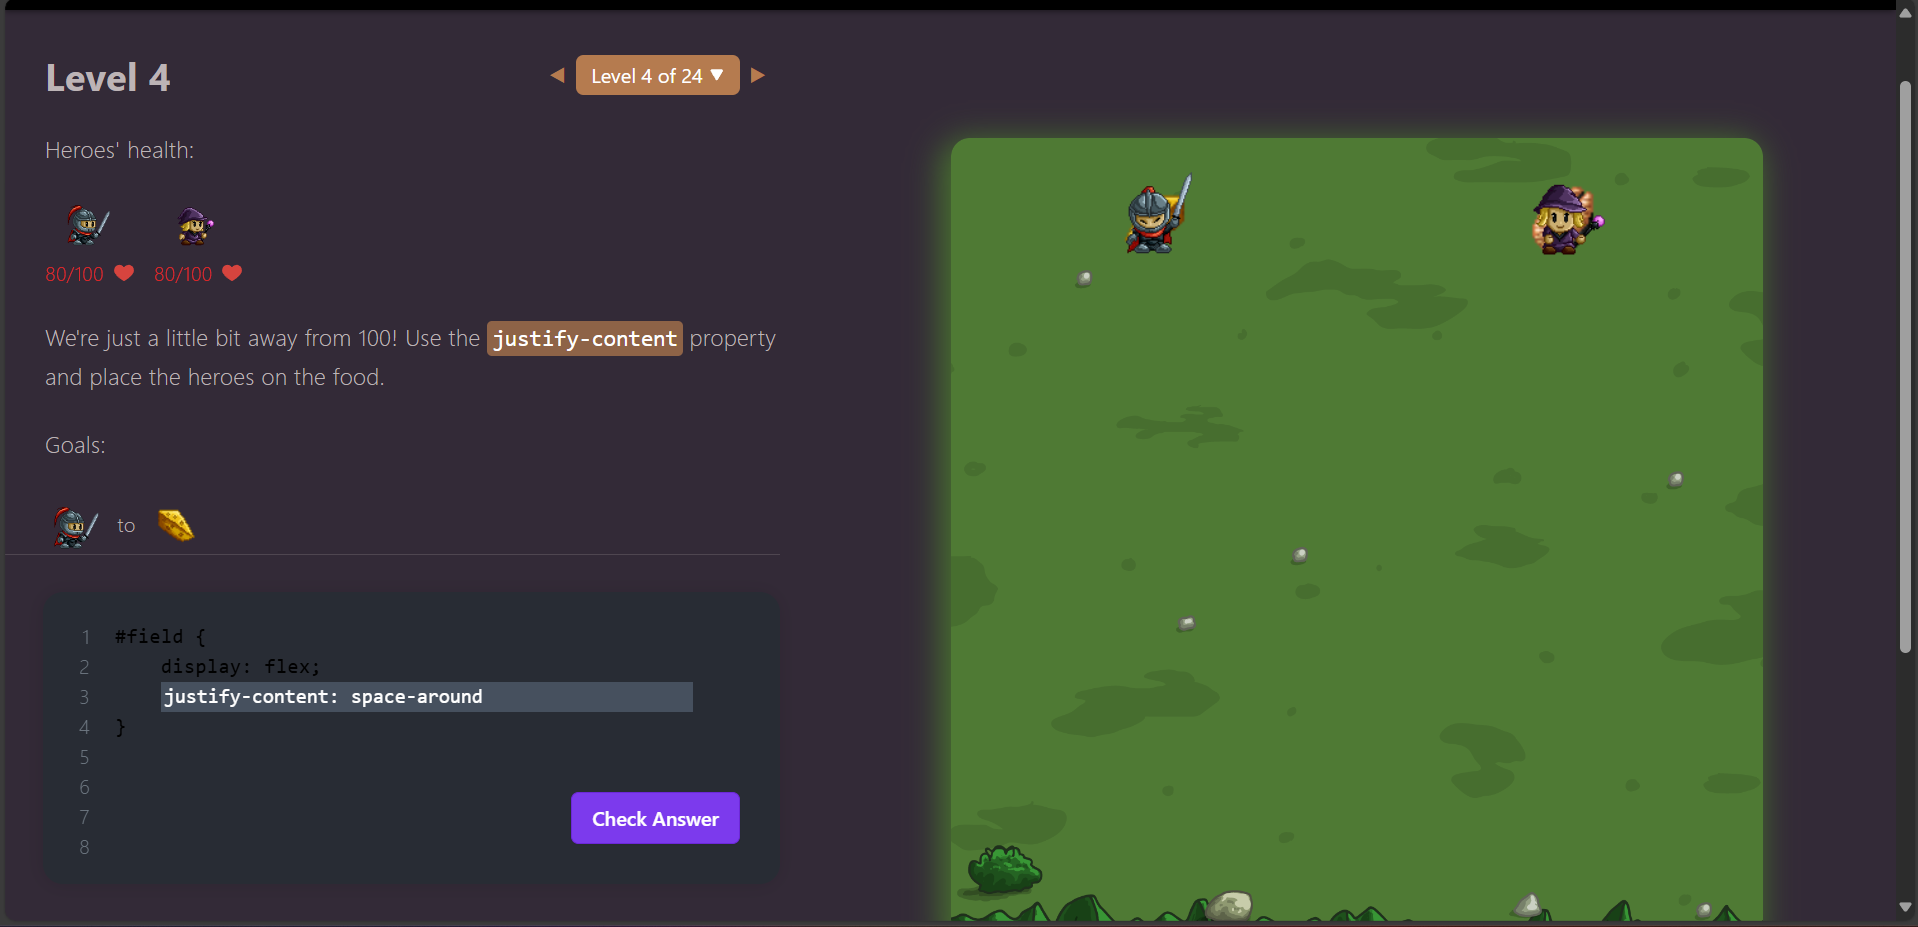 Level 4
Level 4 of 24 ▼
Heroes' health:
80/100
80/100
We're just a little bit away from 100! Use the justify-content property
and place the heroes on the food.
Goals:
to
1 #field {
2 display: flex;
3 justify-content: space-around
4 }
5
6
7
8
Check Answer